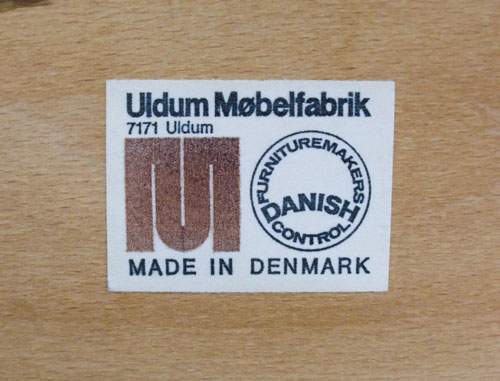 Uldum Møbelfabrik
7171 Uldum
FURNITUREMAKERS
DANISH
CONTROL
MADE IN DENMARK